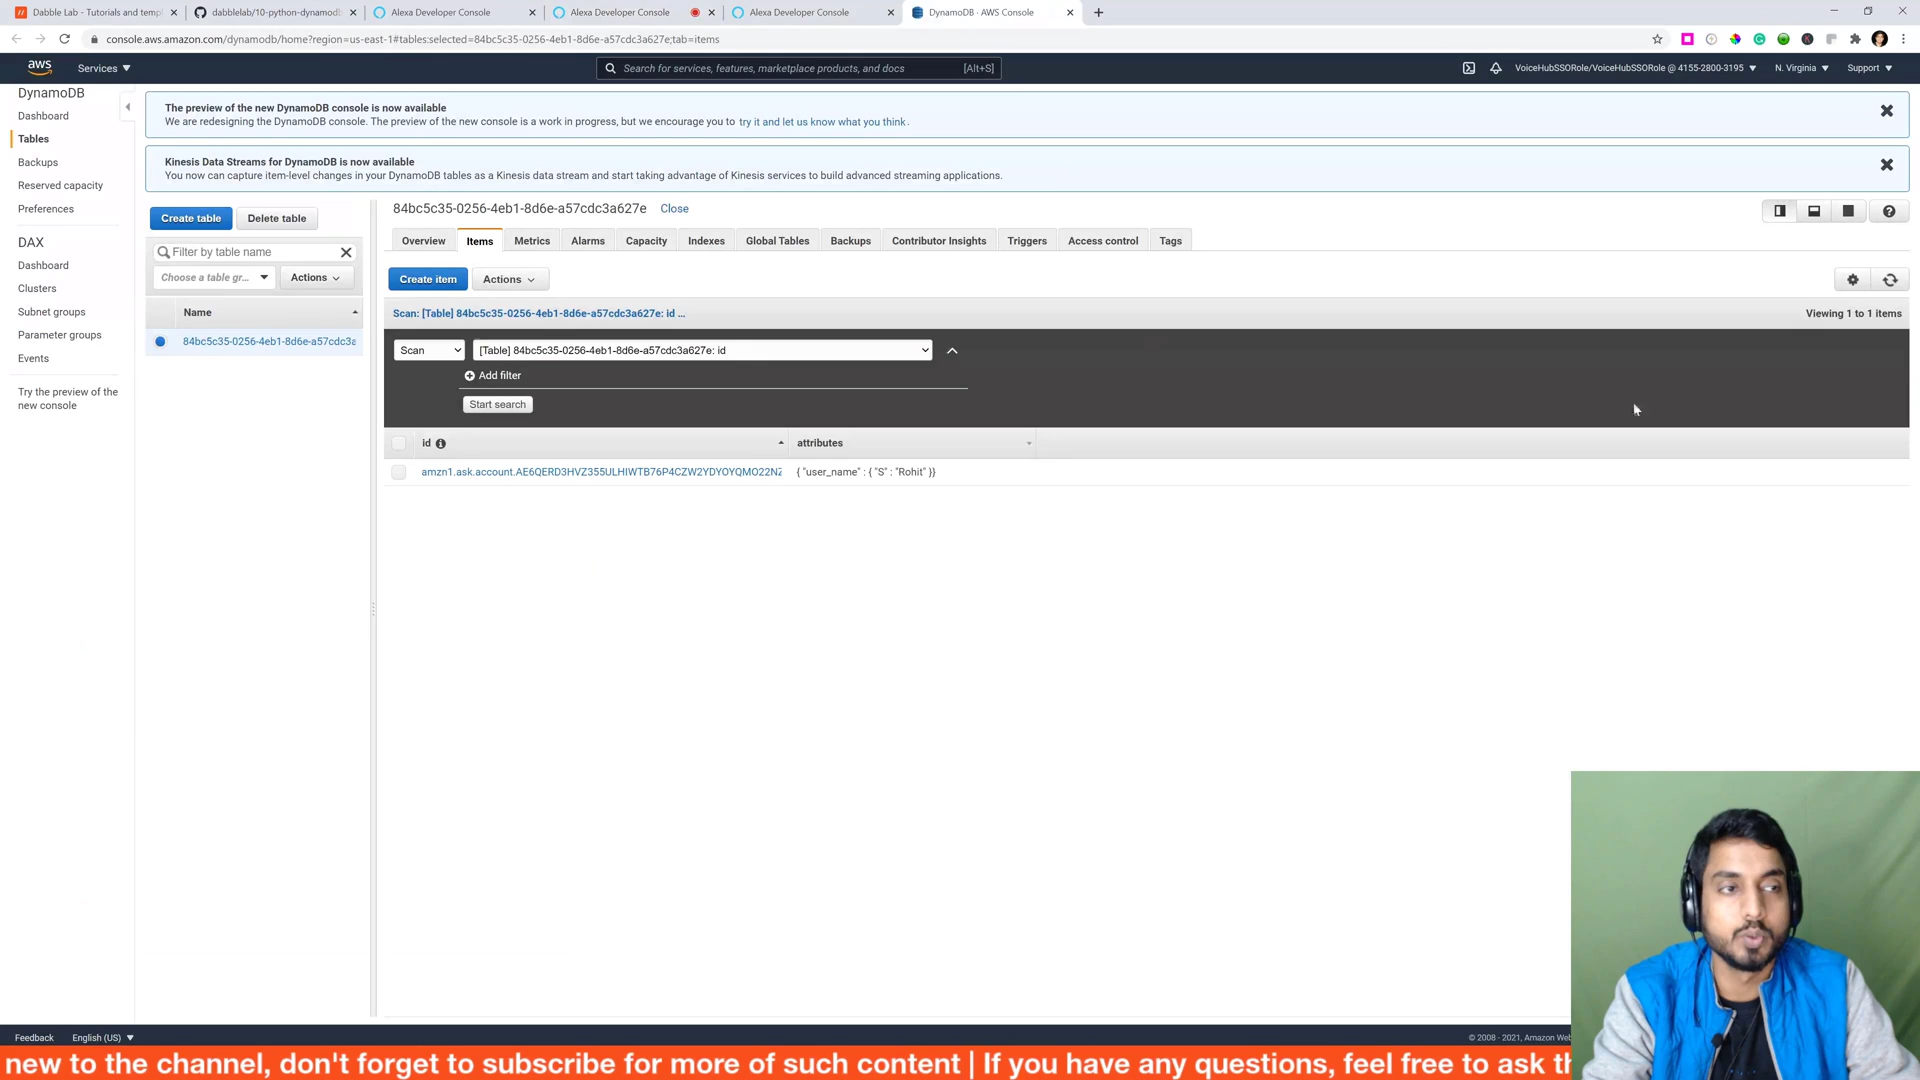 Dabble Lab - Tutorials and temp
dabblelab/10-python-dynamodb
Alexa Developer Console
Alexa Developer Console
Alexa Developer Console
DynamoDB · AWS Console
console.aws.amazon.com/dynamodb/home?region=us-east-1#tables:selected=84bc5c35-0256-4eb1-8d6e-a57cdc3a627e;tab=items
aws
Services
Search for services, features, marketplace products, and docs
[Alt+S]
VoiceHubSSORole/VoiceHubSSORole @ 4155-2800-3195
N. Virginia
Support
DynamoDB
Dashboard
Tables
Backups
Reserved capacity
Preferences
DAX
Dashboard
Clusters
Subnet groups
Parameter groups
Events
Try the preview of the
new console
The preview of the new DynamoDB console is now available
We are redesigning the DynamoDB console. The preview of the new console is a work in progress, but we encourage you to try it and let us know what you think.
Kinesis Data Streams for DynamoDB is now available
You now can capture item-level changes in your DynamoDB tables as a Kinesis data stream and start taking advantage of Kinesis services to build advanced streaming applications.
Create table
Delete table
Filter by table name
Choose a table gr...
Actions
Name
84bc5c35-0256-4eb1-8d6e-a57cdc3a
84bc5c35-0256-4eb1-8d6e-a57cdc3a627e
Close
Overview
Items
Metrics
Alarms
Capacity
Indexes
Global Tables
Backups
Contributor Insights
Triggers
Access control
Tags
Create item
Actions
Scan: [Table] 84bc5c35-0256-4eb1-8d6e-a57cdc3a627e: id ...
Viewing 1 to 1 items
Scan
[Table] 84bc5c35-0256-4eb1-8d6e-a57cdc3a627e: id
Add filter
Start search
id
attributes
amzn1.ask.account.AE6QERD3HVZ355ULHIWTB76P4CZW2YDYOYQMO22NZ
{ "user_name" : { "S" : "Rohit" }}
Feedback
English (US)
© 2008 - 2021, Amazon Web
new to the channel, don't forget to subscribe for more of such content | If you have any questions, feel free to ask th